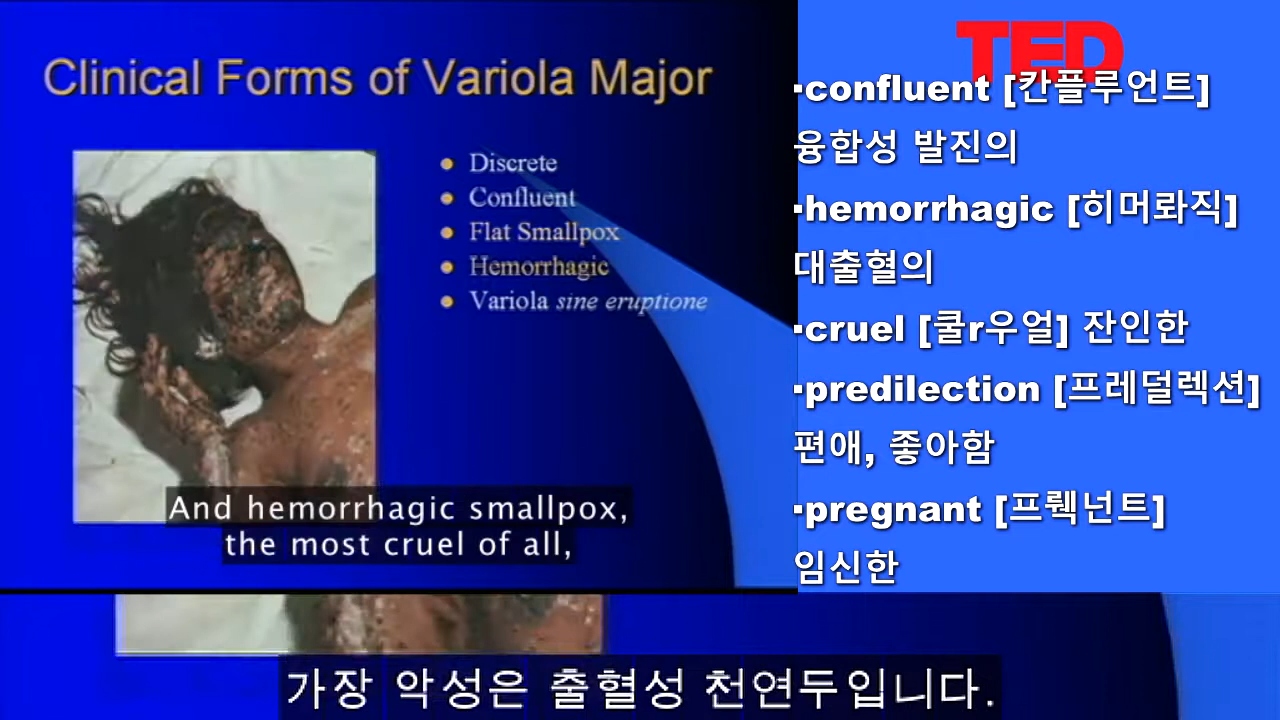 Clinical Forms of Variola Major
• Discrete
• Confluent
• Flat Smallpox
• Hemorrhagic
• Variola sine eruptione
And hemorrhagic smallpox,
the most cruel of all,
TED
▪confluent [칸플루언트]
융합성 발진의
▪hemorrhagic [히머롸직]
대출혈의
▪cruel [쿨r우얼] 잔인한
▪predilection [프레덜렉션]
편애, 좋아함
▪pregnant [프뤡넌트]
임신한
가장 악성은 출혈성 천연두입니다.